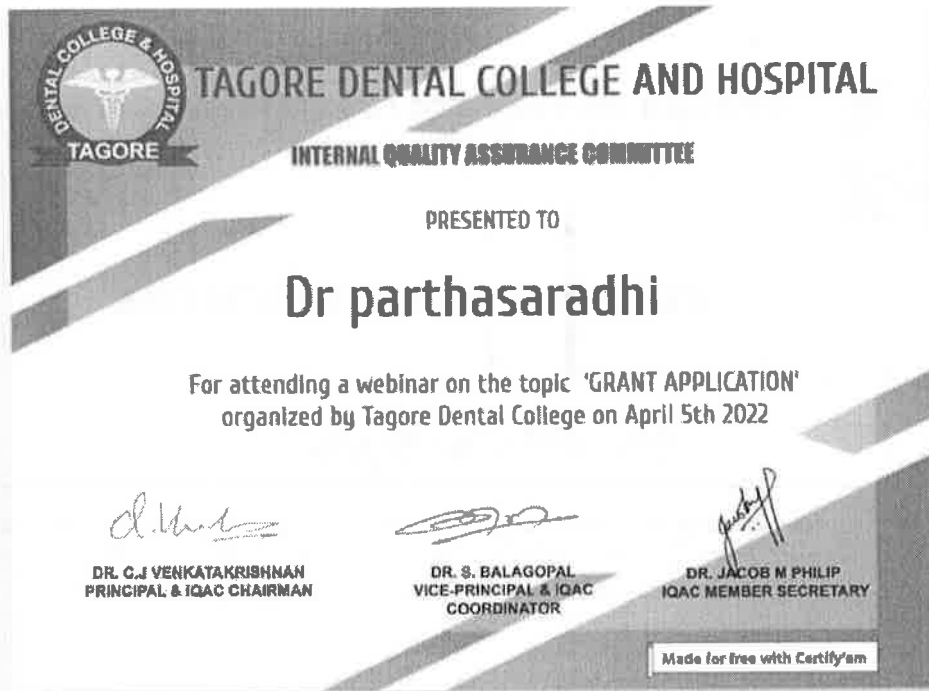 DENTAL COLLEGE & HOSPITAL
TAGORE
TAGORE DENTAL COLLEGE AND HOSPITAL
INTERNAL QUALITY ASSURANCE COMMITTEE
PRESENTED TO
Dr parthasaradhi
For attending a webinar on the topic 'GRANT APPLICATION'
organized by Tagore Dental College on April 5th 2022
DR. C.J VENKATAKRISHNAN
PRINCIPAL & IQAC CHAIRMAN
DR. S. BALAGOPAL
VICE-PRINCIPAL & IQAC
COORDINATOR
DR. JACOB M PHILIP
IQAC MEMBER SECRETARY
Made for free with Certify'em